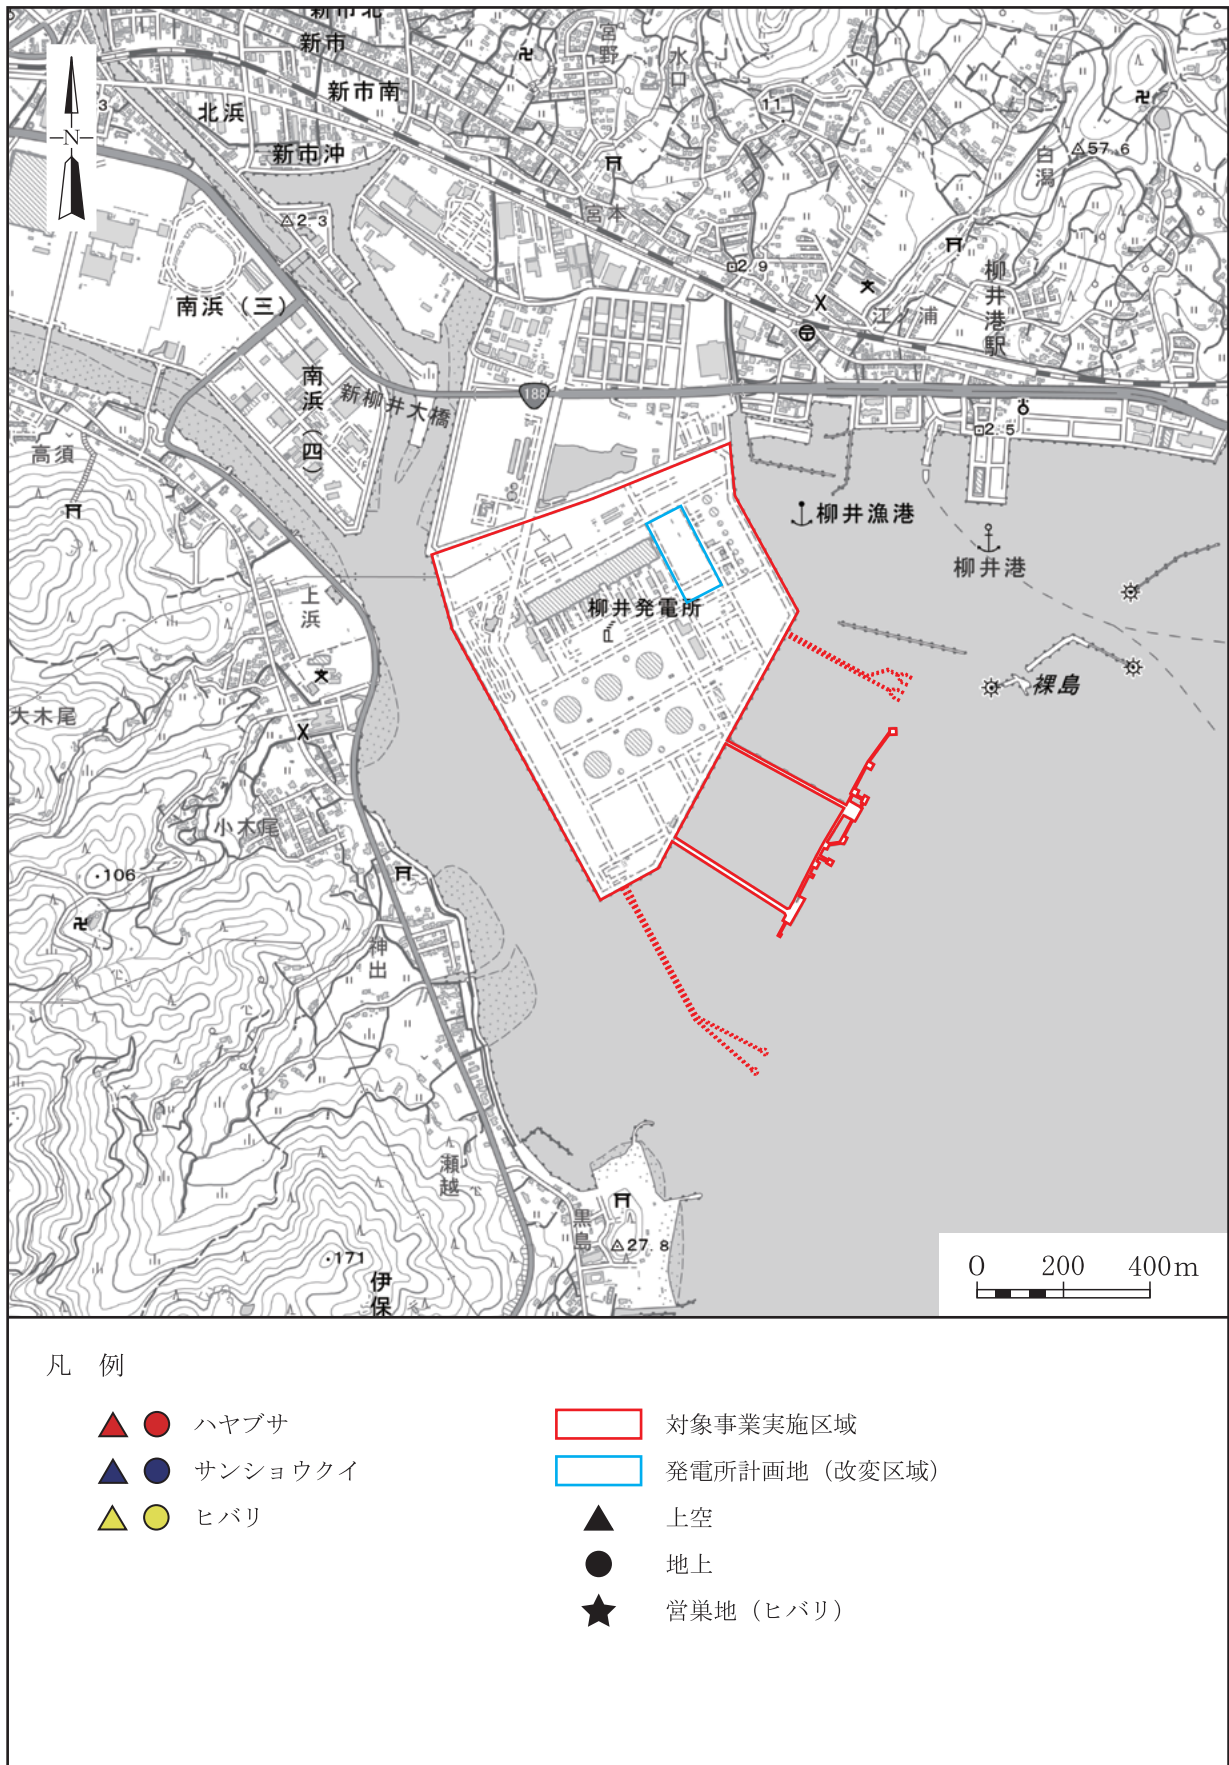 新市北
新市
宮野
水口
新市南
北浜
新市沖
3
N
11
57.6
白潟
宮本
2.3
2.9
柳井港駅
南浜（三）
江ノ浦
南浜（四）
新柳井大橋
188
2.5
高須
柳井漁港
柳井港
上浜
柳井発電所
裸島
大木尾
小木尾
106
神出
瀬越
黒島
27.8
171
伊保
0 200 400m
凡 例
ハヤブサ
サンショウクイ
ヒバリ
対象事業実施区域
発電所計画地（改変区域）
上空
地上
営巣地（ヒバリ）